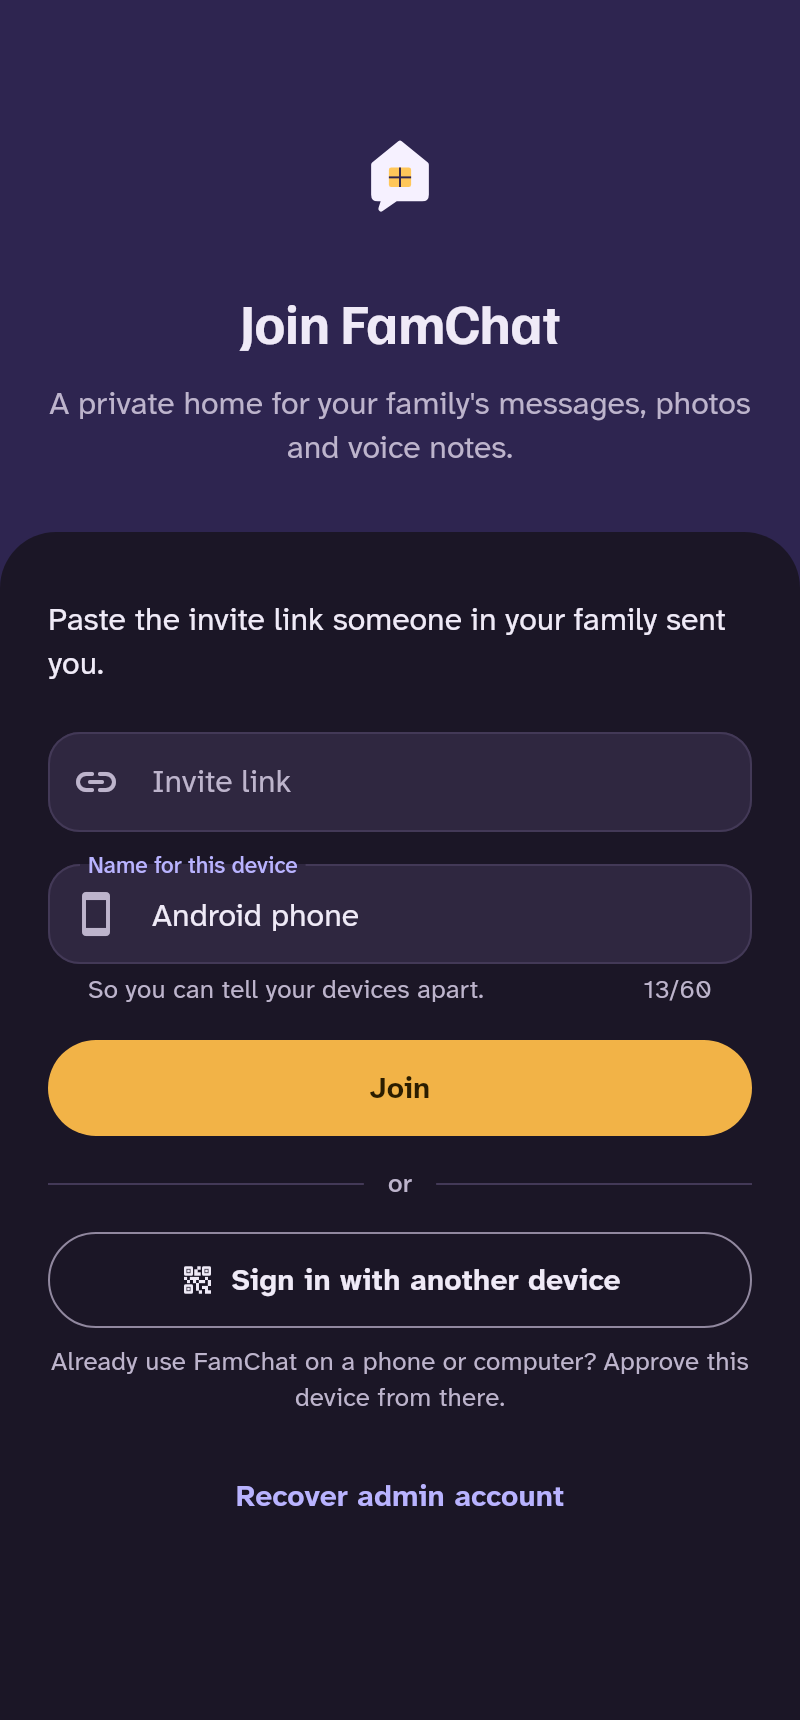 Join FamChat
A private home for your family's messages, photos
and voice notes.
Paste the invite link someone in your family sent
you.
Invite link
Name for this device
Android phone
So you can tell your devices apart. 13/60
Join
or
Sign in with another device
Already use FamChat on a phone or computer? Approve this
device from there.
Recover admin account